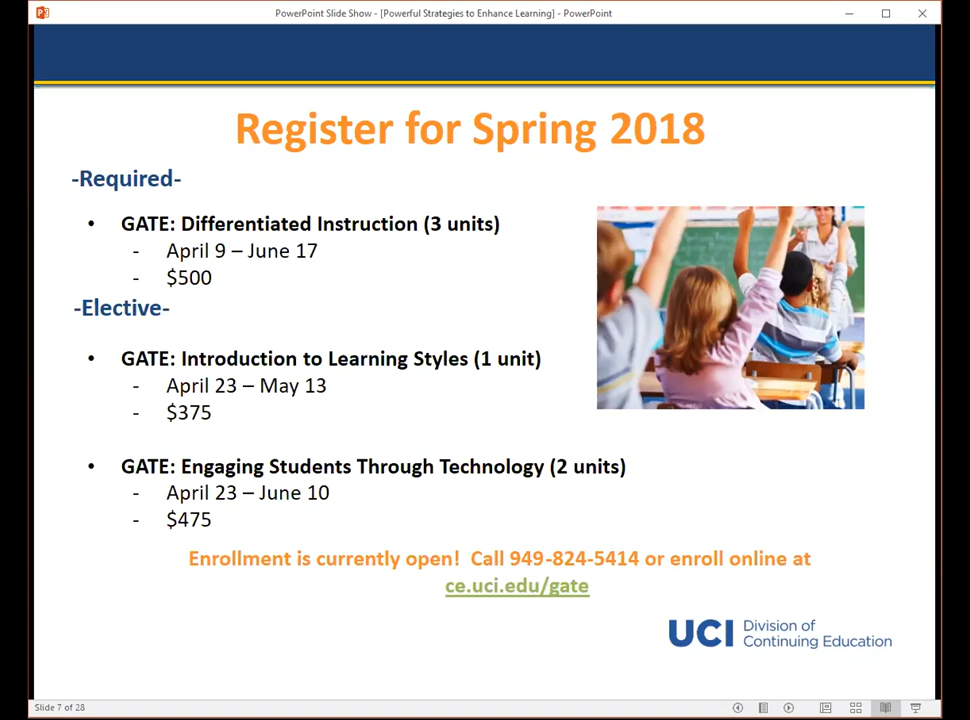 PowerPoint Slide Show - [Powerful Strategies to Enhance Learning] - PowerPoint
Register for Spring 2018
-Required-
• GATE: Differentiated Instruction (3 units)
- April 9 – June 17
- $500
-Elective-
• GATE: Introduction to Learning Styles (1 unit)
- April 23 – May 13
- $375
• GATE: Engaging Students Through Technology (2 units)
- April 23 – June 10
- $475
Enrollment is currently open! Call 949-824-5414 or enroll online at
ce.uci.edu/gate
UCI Division of
Continuing Education
Slide 7 of 28